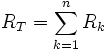 R_T = \sum_{k=1}^{n} R_k